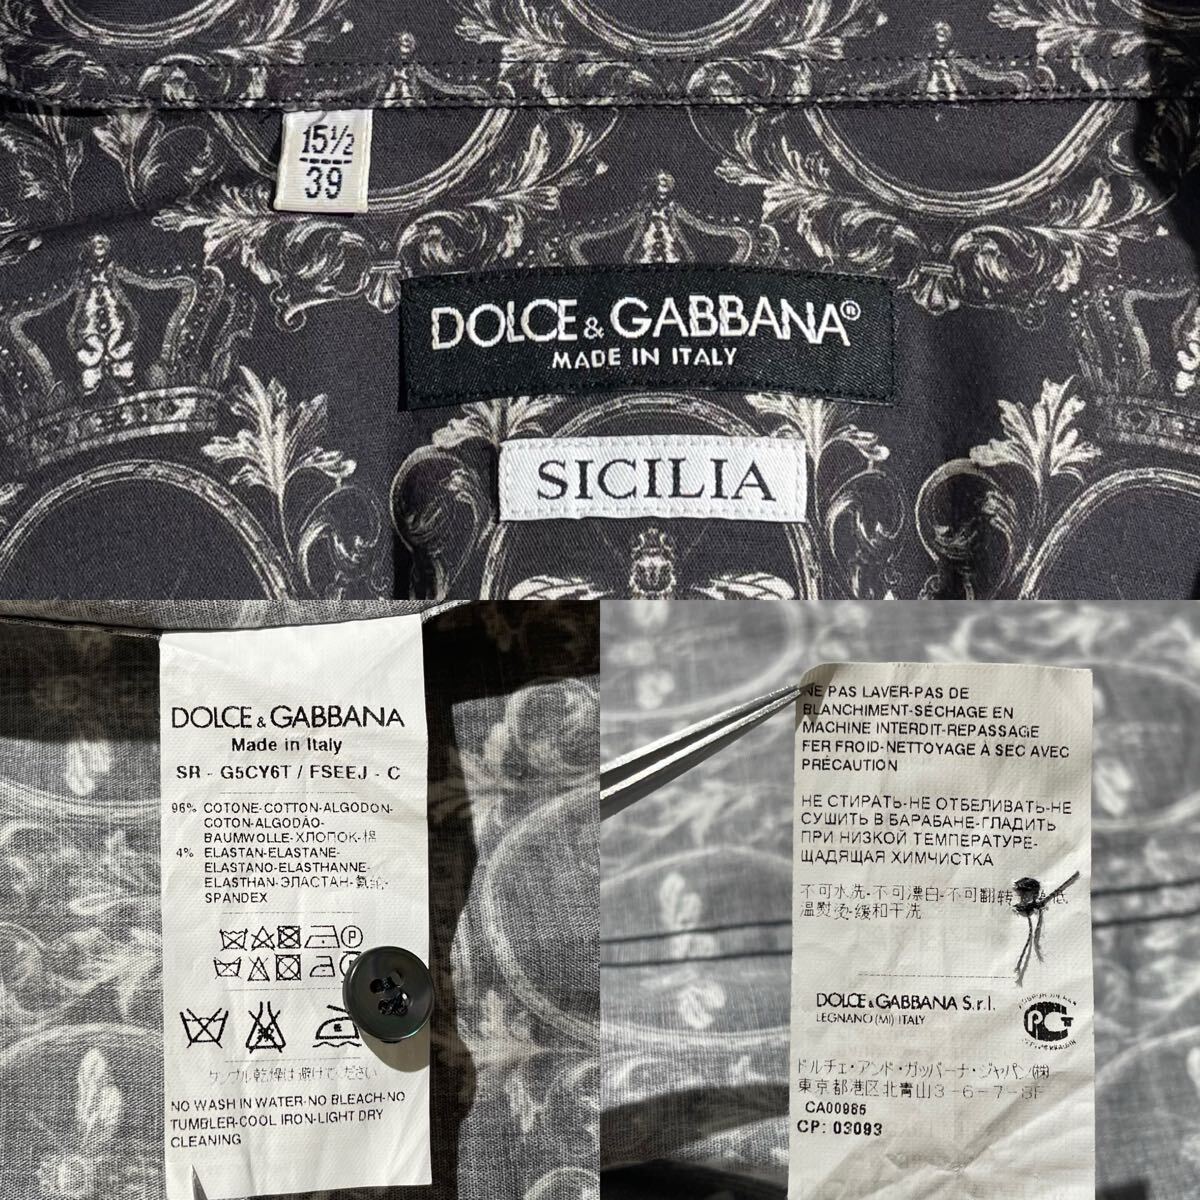 15½
39
DOLCE & GABBANA®
MADE IN ITALY
SICILIA
DOLCE & GABBANA
Made in Italy
SR - G5CY6T / FSEEJ - C
96% COTONE-COTTON-ALGODON-
COTON-ALGODÃO-
BAUMWOLLE-ХЛОПОК-棉
4% ELASTAN-ELASTANE-
ELASTANO-ELASTHANNE-
ELASTHAN-ЭЛАСТАН-氨纶-
SPANDEX
タンブル乾燥は避けてください
NO WASH IN WATER-NO BLEACH-NO
TUMBLER-COOL IRON-LIGHT DRY
CLEANING
NE PAS LAVER-PAS DE
BLANCHIMENT-SÉCHAGE EN
MACHINE INTERDIT-REPASSAGE
FER FROID-NETTOYAGE À SEC AVEC
PRÉCAUTION
НЕ СТИРАТЬ-НЕ ОТБЕЛИВАТЬ-НЕ
СУШИТЬ В БАРАБАНЕ-ГЛАДИТЬ
ПРИ НИЗКОЙ ТЕМПЕРАТУРЕ-
ЩАДЯЩАЯ ХИМЧИСТКА
不可水洗-不可漂白-不可翻转 低
温熨烫-缓和干洗
DOLCE & GABBANA S.r.l.
LEGNANO (MI) ITALY
ドルチェ・アンド・ガッバーナ・ジャパン(株)
東京都港区北青山3-6-7-8F
CA00985
CP: 03093